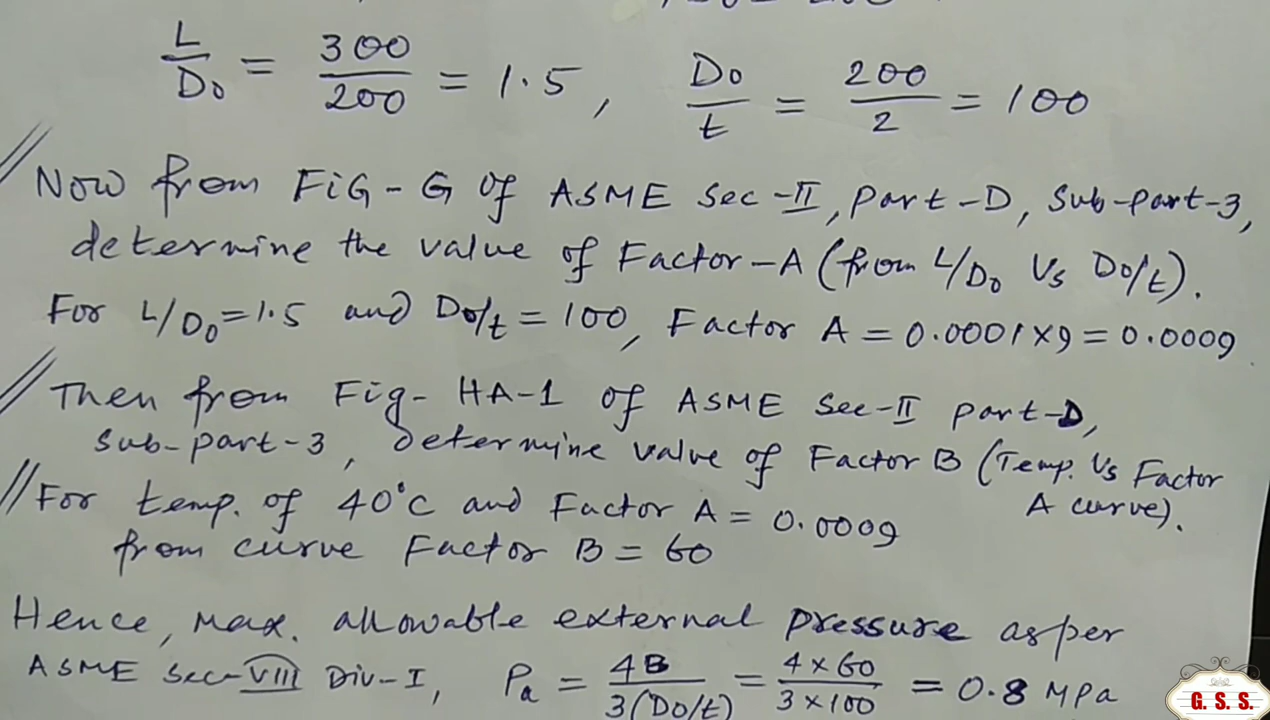 L/D₀ = 300/200 = 1.5, D₀/t = 200/2 = 100
Now from FiG-G of ASME Sec-II, Part-D, Sub-part-3,
determine the value of Factor-A (from L/D₀ Vs D₀/t).
For L/D₀=1.5 and D₀/t = 100, Factor A = 0.0001×9 = 0.0009
Then from Fig- HA-1 of ASME Sec-II part-D,
sub-part-3, determine value of Factor B (Temp. Vs Factor
A curve).
For temp. of 40°C and Factor A = 0.0009
from curve Factor B = 60
Hence, Max. allowable external pressure as per
ASME Sec-VIII Div-I, Pa = 4B/3(D₀/t) = 4×60/3×100 = 0.8 MPa
G. S. S.